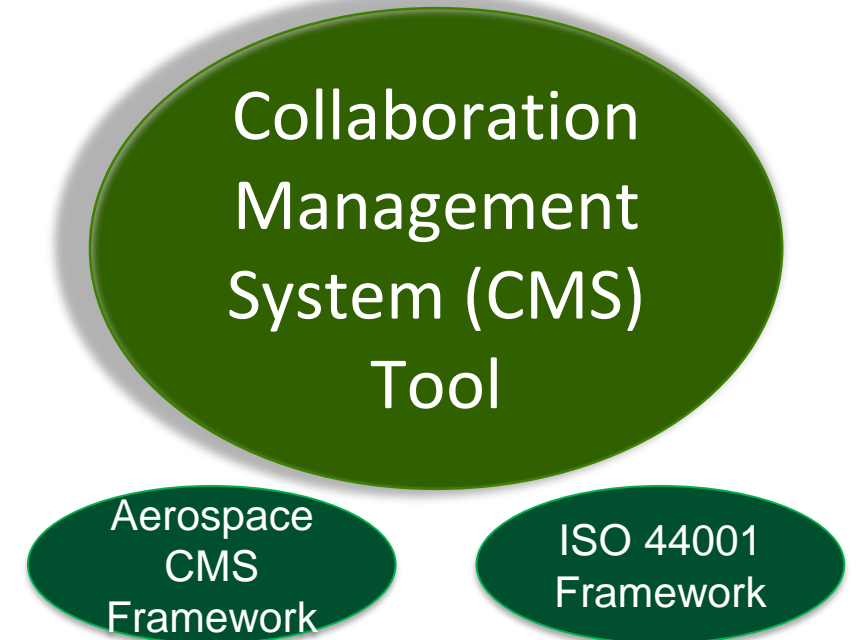 Collaboration
Management
System (CMS)
Tool
Aerospace
CMS
Framework
ISO 44001
Framework